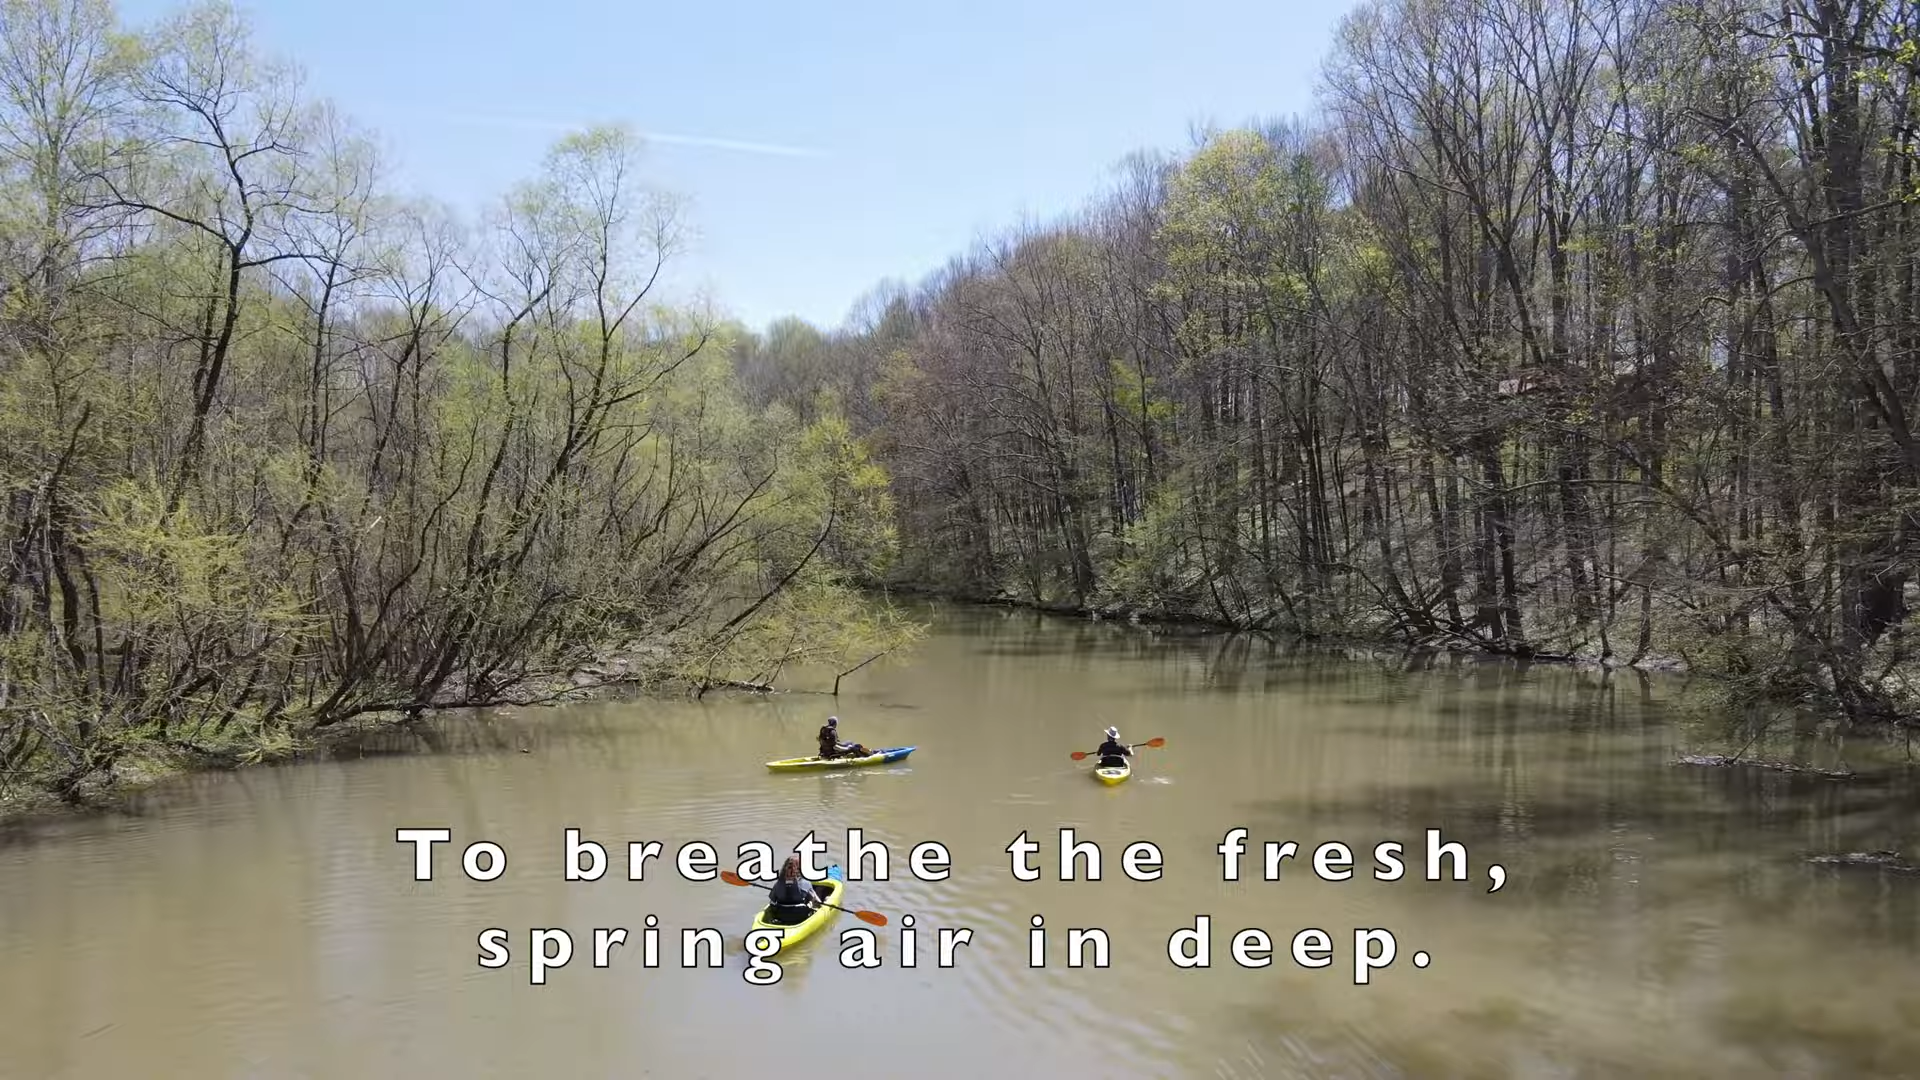 To breathe the fresh,
spring air in deep.